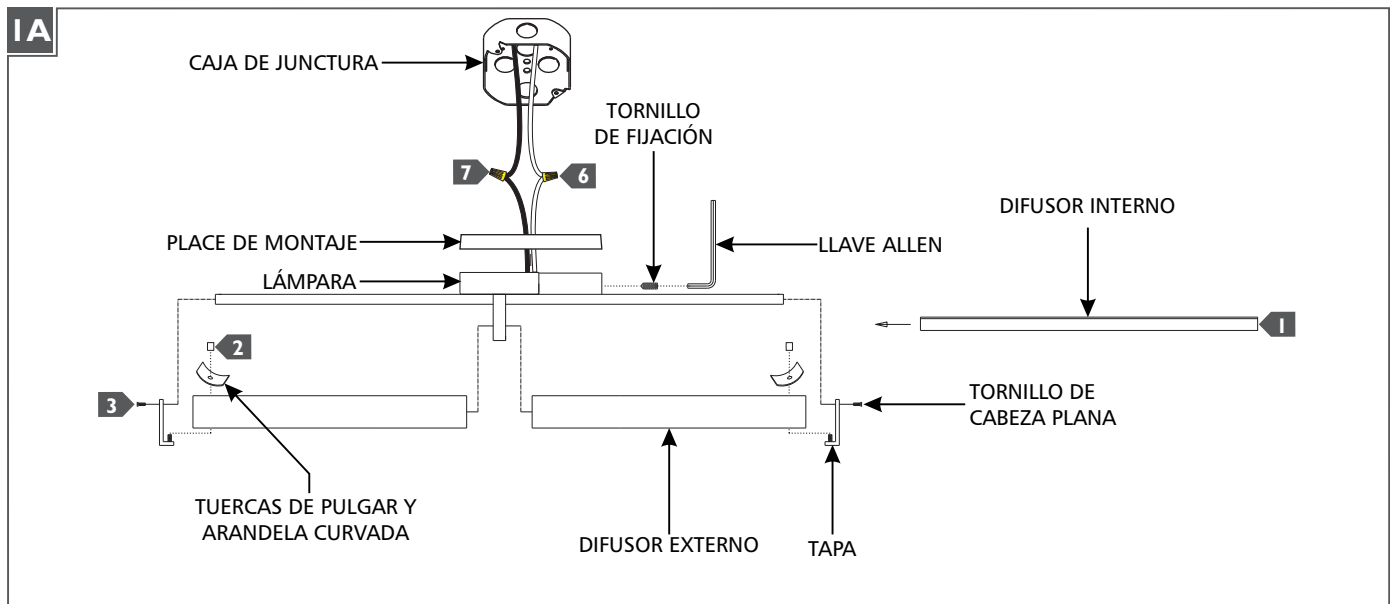 1A
CAJA DE JUNCTURA
TORNILLO
DE FIJACIÓN
7
6
DIFUSOR INTERNO
PLACE DE MONTAJE
LLAVE ALLEN
LÁMPARA
1
2
3
TORNILLO DE
CABEZA PLANA
TUERCAS DE PULGAR Y
ARANDELA CURVADA
DIFUSOR EXTERNO
TAPA